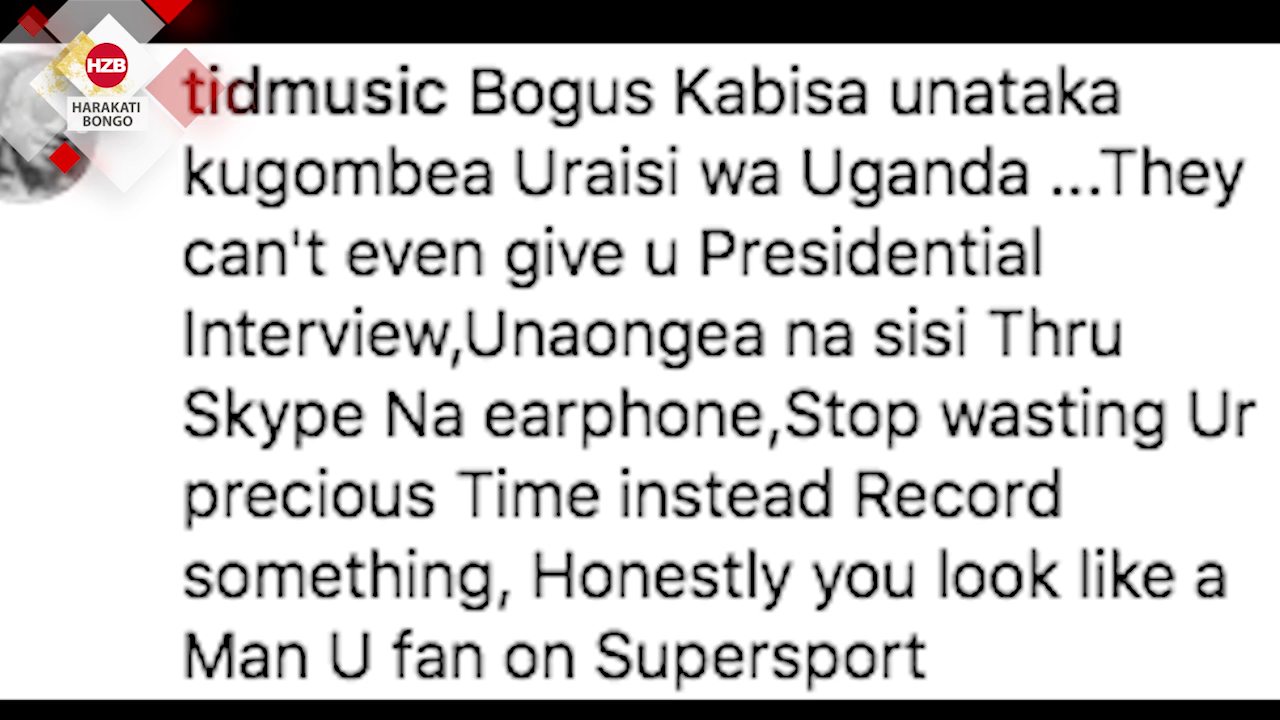 HZB
HARAKATI
BONGO
tidmusic Bogus Kabisa unataka
kugombea Uraisi wa Uganda ...They
can't even give u Presidential
Interview,Unaongea na sisi Thru
Skype Na earphone,Stop wasting Ur
precious Time instead Record
something, Honestly you look like a
Man U fan on Supersport